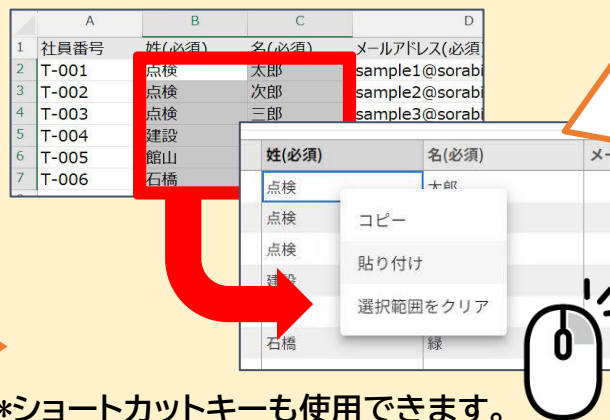 A B C D
1 社員番号 姓(必須) 名(必須) メールアドレス(必須
2 T-001 点検 太郎 sample1@sorabi
3 T-002 点検 次郎 sample2@sorabi
4 T-003 点検 三郎 sample3@sorabi
5 T-004 建設
6 T-005 館山
7 T-006 石橋
姓(必須) 名(必須) メー
点検 太郎
点検
点検
建設
石橋 緑
コピー
貼り付け
選択範囲をクリア
*ショートカットキーも使用できます。